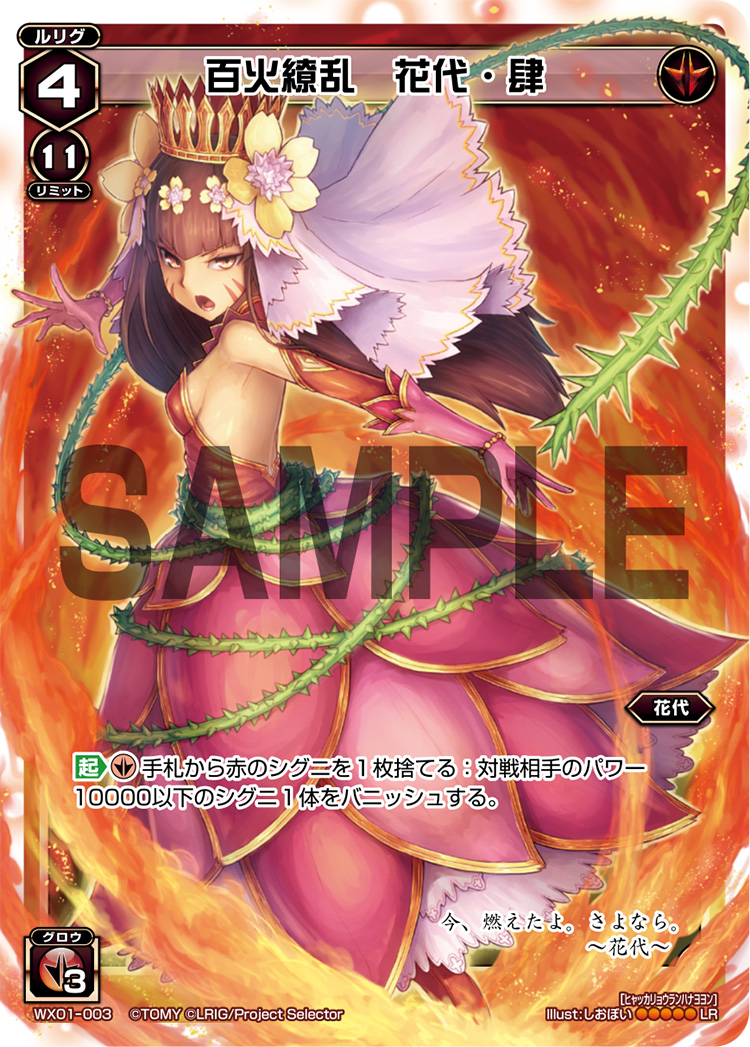 ルリグ
4
百火繚乱　花代・肆
11
リミット
SAMPLE
花代
起 手札から赤のシグニを1枚捨てる：対戦相手のパワー
10000以下のシグニ1体をバニッシュする。
今、燃えたよ。さよなら。
～花代～
グロウ
3
[ヒャッカリョウランハナヨヨン]
WX01-003 ©TOMY ©LRIG/Project Selector
Illust:しおぼい
LR